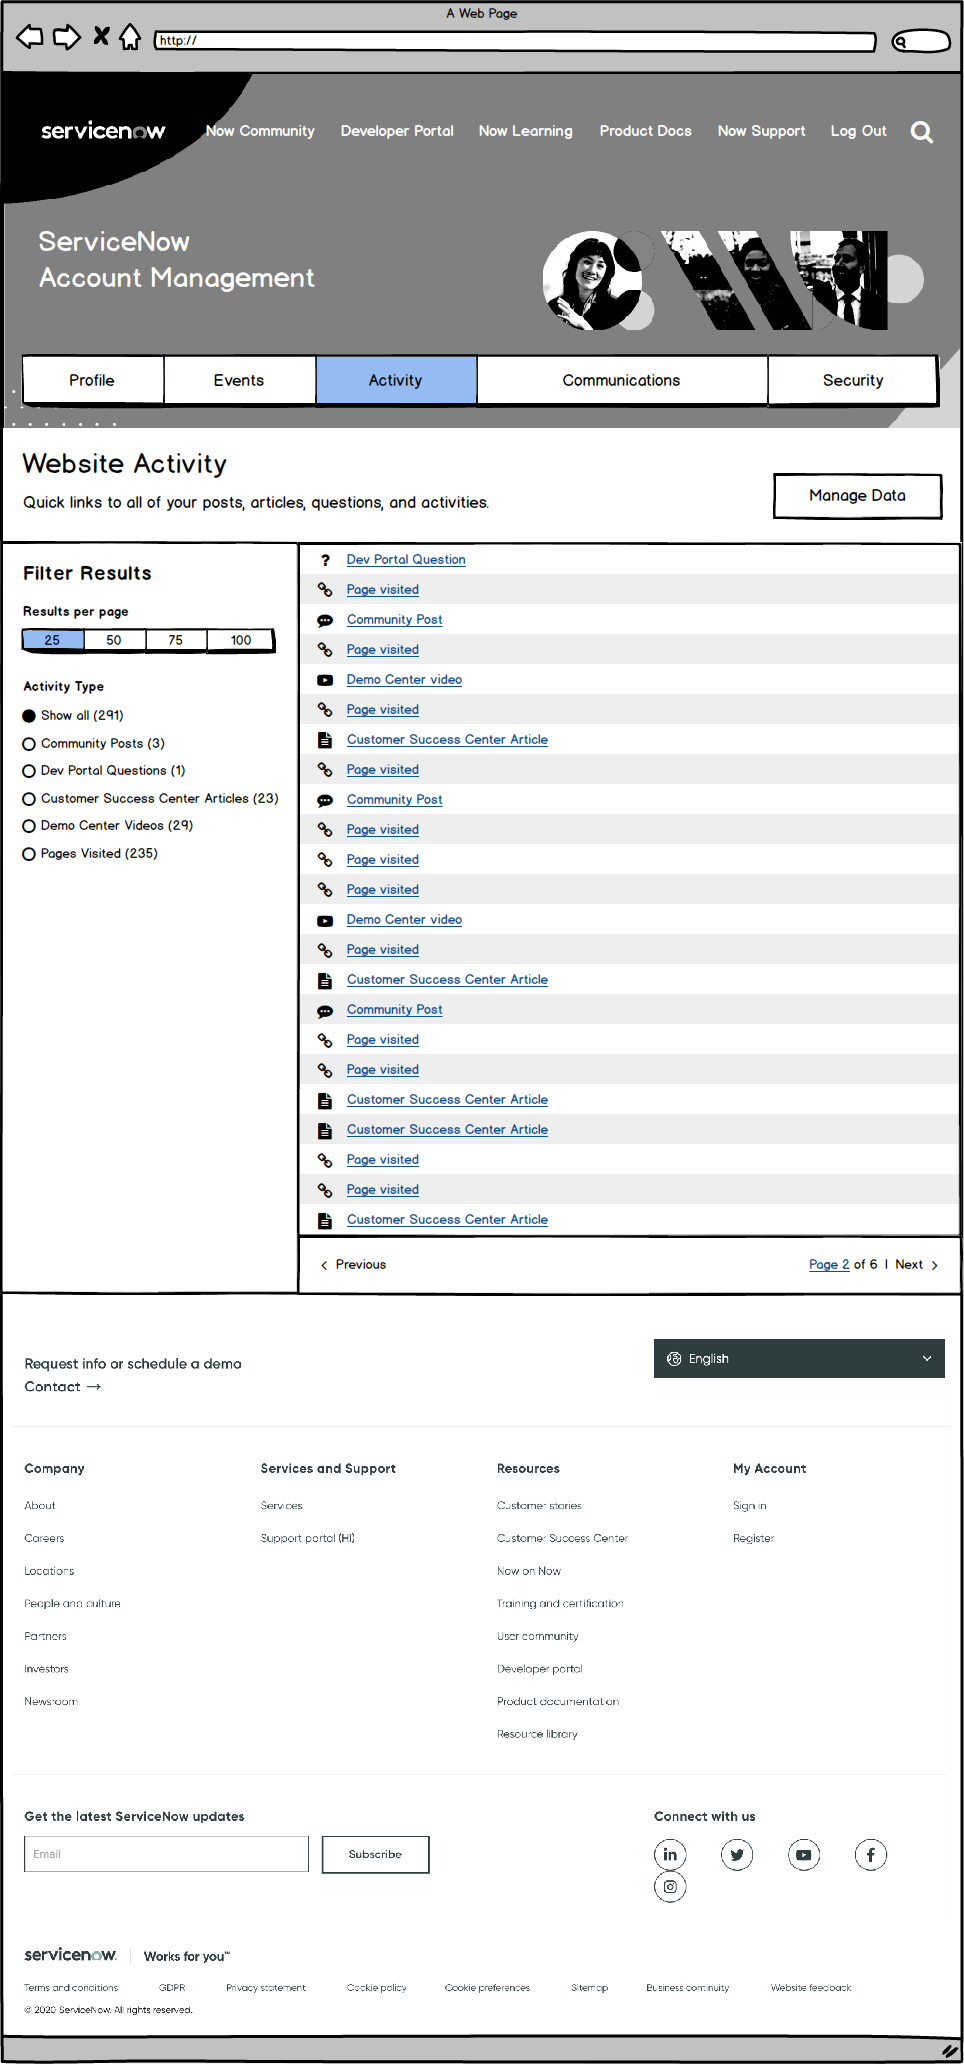 A Web Page
http://
servicenow
Now Community
Developer Portal
Now Learning
Product Docs
Now Support
Log Out
ServiceNow
Account Management
Profile
Events
Activity
Communications
Security
Website Activity
Quick links to all of your posts, articles, questions, and activities.
Manage Data
Filter Results
Results per page
25
50
75
100
Activity Type
Show all (291)
Community Posts (3)
Dev Portal Questions (1)
Customer Success Center Articles (23)
Demo Center Videos (29)
Pages Visited (235)
Dev Portal Question
Page visited
Community Post
Page visited
Demo Center video
Page visited
Customer Success Center Article
Page visited
Community Post
Page visited
Page visited
Page visited
Demo Center video
Page visited
Customer Success Center Article
Community Post
Page visited
Page visited
Customer Success Center Article
Customer Success Center Article
Page visited
Page visited
Customer Success Center Article
< Previous
Page 2 of 6 | Next >
Request info or schedule a demo
Contact →
English
Company
About
Careers
Locations
People and culture
Partners
Investors
Newsroom
Services and Support
Services
Support portal (HI)
Resources
Customer stories
Customer Success Center
Now on Now
Training and certification
User community
Developer portal
Product documentation
Resource library
My Account
Sign in
Register
Get the latest ServiceNow updates
Email
Subscribe
Connect with us
servicenow.
Works for you™
Terms and conditions
GDPR
Privacy statement
Cookie policy
Cookie preferences
Sitemap
Business continuity
Website feedback
© 2020 ServiceNow. All rights reserved.